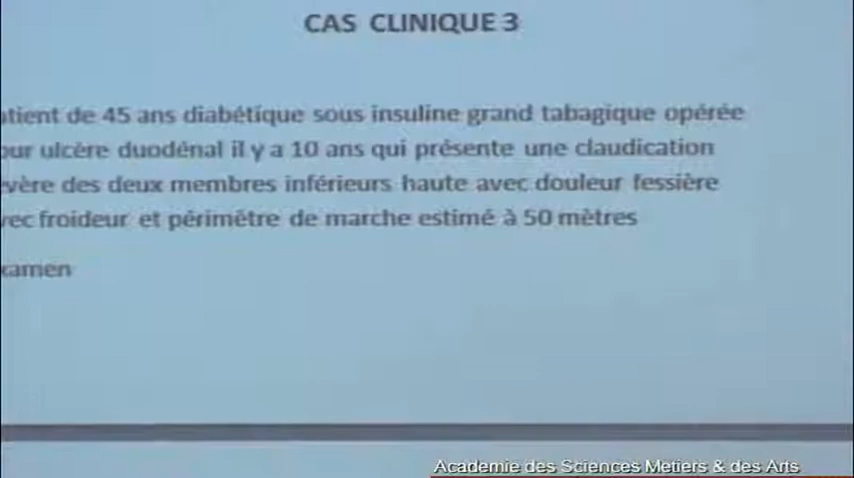 CAS CLINIQUE 3
atient de 45 ans diabétique sous insuline grand tabagique opérée
our ulcère duodénal il y a 10 ans qui présente une claudication
evère des deux membres inférieurs haute avec douleur fessière
vec froideur et périmètre de marche estimé à 50 mètres
xamen
Academie des Sciences Metiers & des Arts